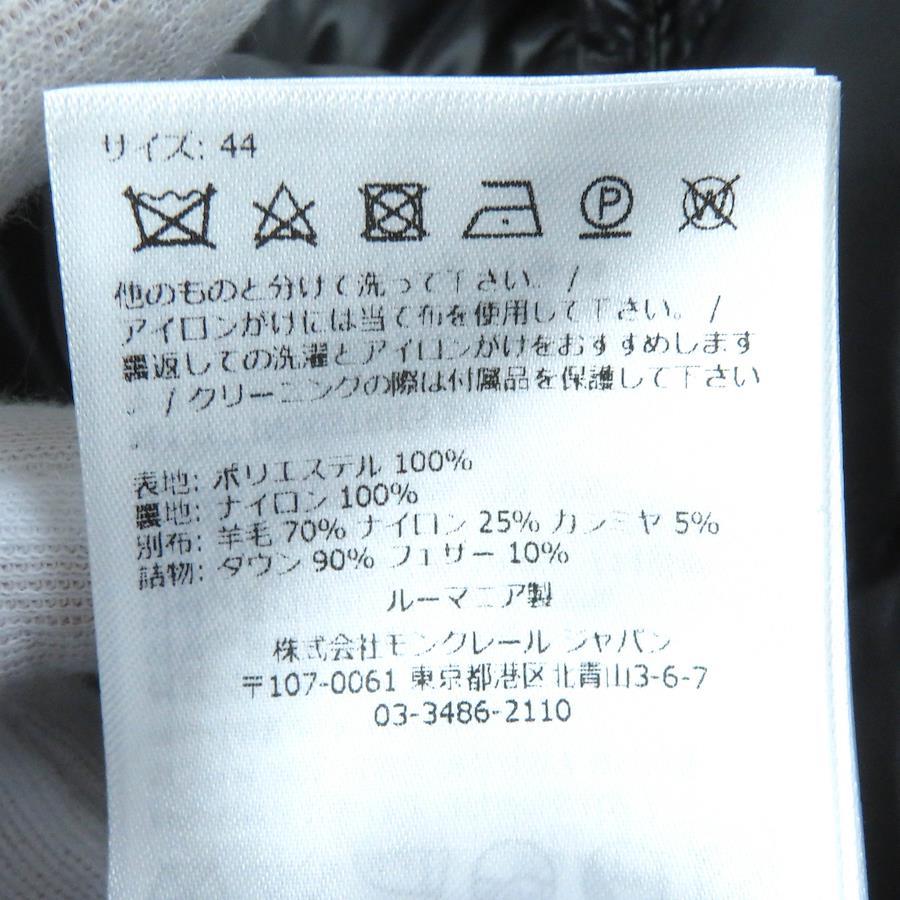 サイズ: 44
P
W
他のものと分けて洗って下さい。/
アイロンがけには当て布を使用して下さい。/
裏返しての洗濯とアイロンがけをおすすめします
。/ クリーニングの際は付属品を保護して下さい
。
表地: ポリエステル 100%
裏地: ナイロン 100%
別布: 羊毛 70% ナイロン 25% カシミヤ 5%
詰物: ダウン 90% フェザー 10%
ルーマニア製
株式会社モンクレール ジャパン
〒107-0061 東京都港区北青山3-6-7
03-3486-2110